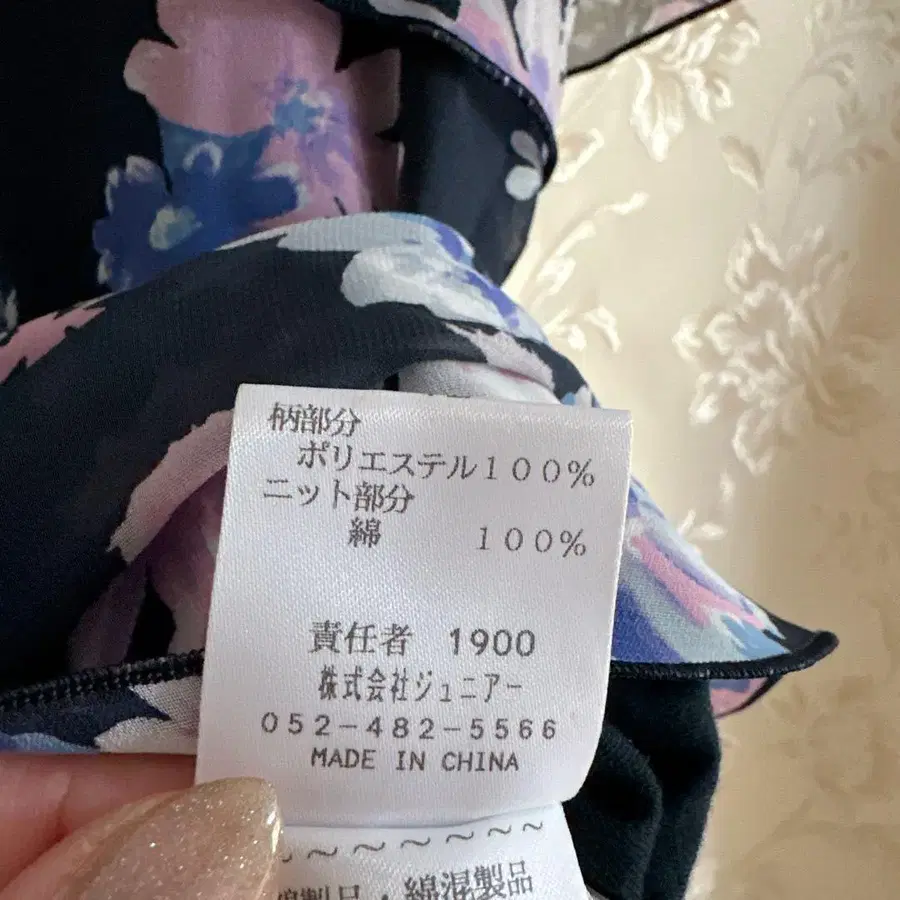 柄部分
ポリエステル100%
ニット部分
綿 100%
責任者 1900
株式会社ジュニアー
052-482-5566
MADE IN CHINA
~ ~ ~ ~ ~ ~ ~
製品・綿混製品